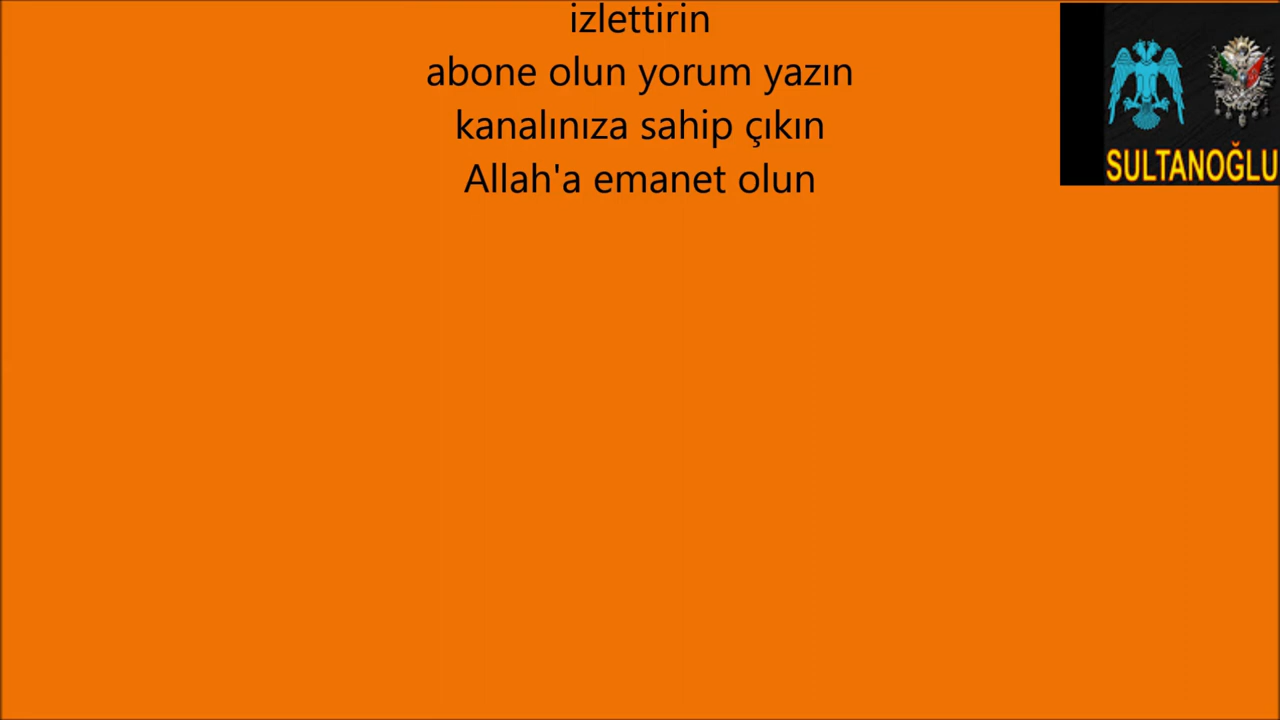 izlettirin
abone olun yorum yazın
kanalınıza sahip çıkın
Allah'a emanet olun
SULTANOĞLU